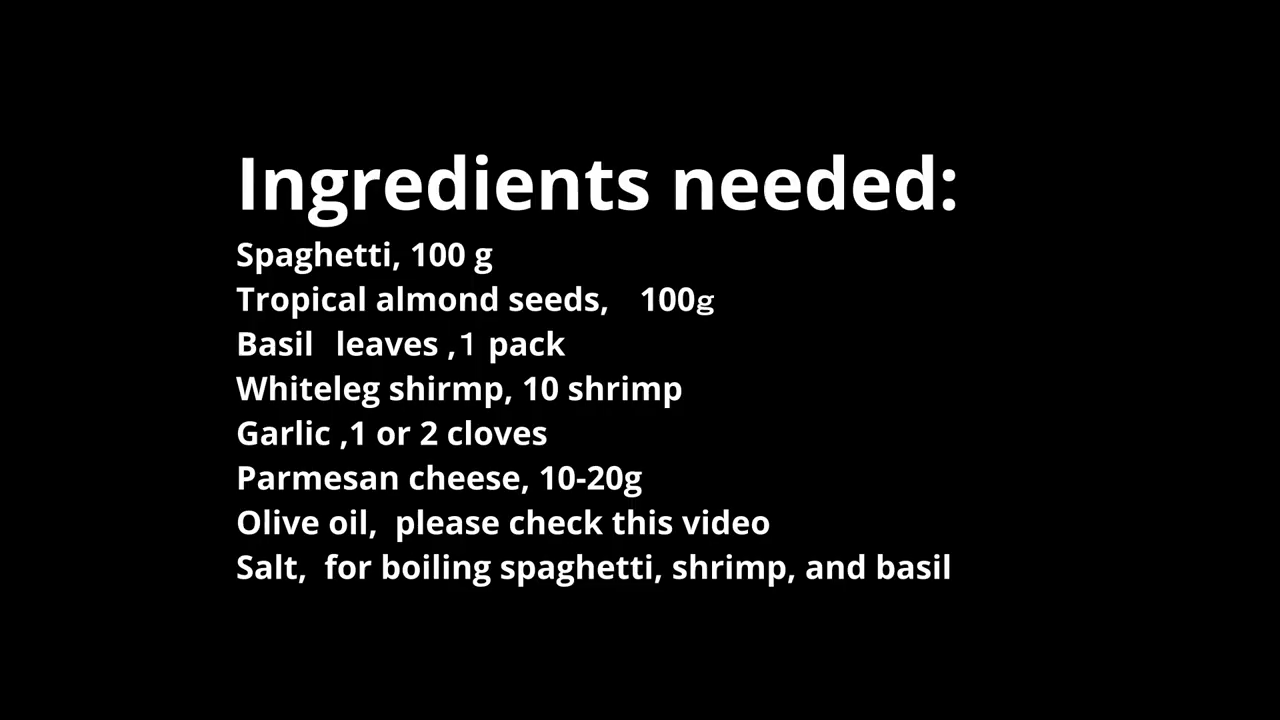 Ingredients needed:
Spaghetti, 100 g
Tropical almond seeds, 100g
Basil leaves ,1 pack
Whiteleg shirmp, 10 shrimp
Garlic ,1 or 2 cloves
Parmesan cheese, 10-20g
Olive oil, please check this video
Salt, for boiling spaghetti, shrimp, and basil